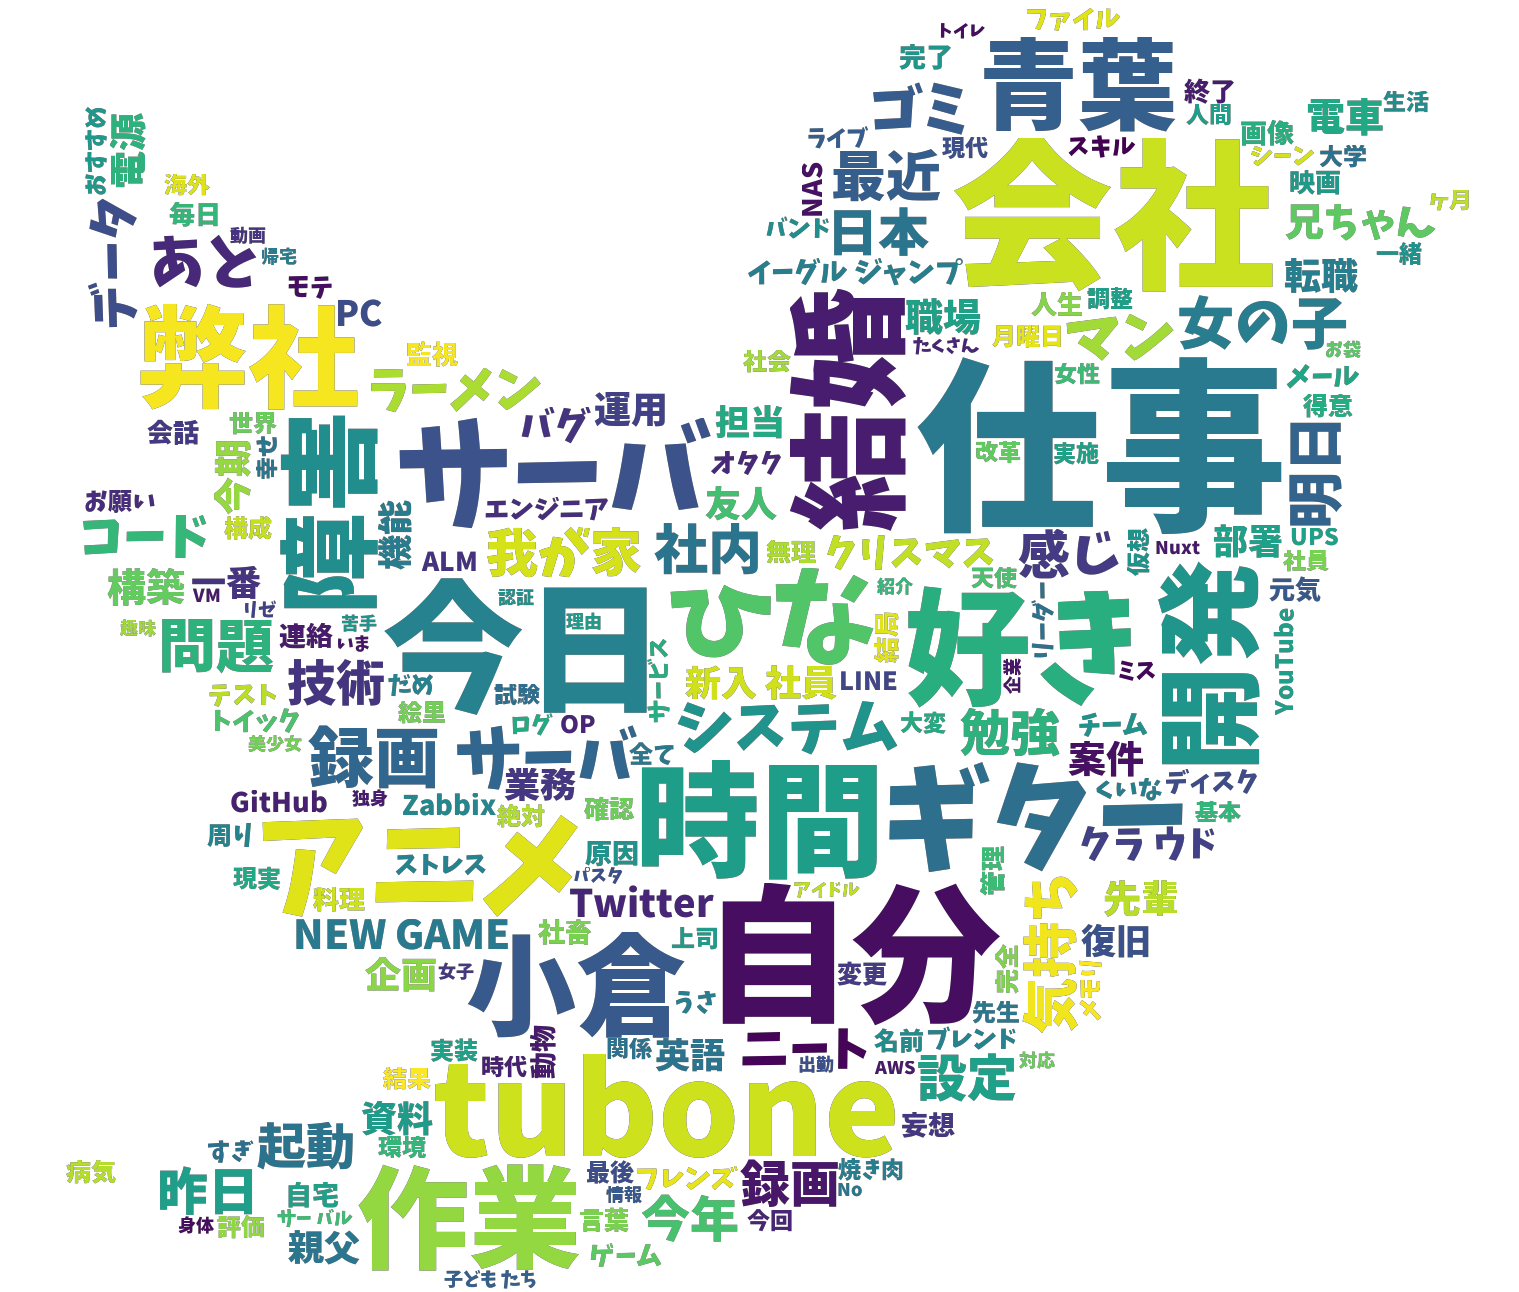 ファイル
トイレ
完了
青葉
ゴミ
終了
人間
生活
電車
画像
ライブ
現代
スキル
シーン
大学
最近
NAS
会社
映画
ケ月
兄ちゃん
バンド
日本
一緒
イーグル ジャンプ
転職
おすすめ
電源
海外
毎日
データ
あと
動画
帰宅
モテ
PC
弊社
監視
ラーメン
会話
世界
幸せ
今期
障害
サーバ
バグ
運用
担当
オタク
エンジニア
友人
社会
結婚
職場
たくさん
人生
調整
月曜日
マン
女の子
お袋
女性
メール
得意
仕事
改革
実施
明日
お願い
コード
構成
機能
ALM
我が家
社内
無理
クリスマス
感じ
仮想
Nuxt
部署
UPS
社員
元気
構築
一番
VM
リゼ
趣味
問題
苦手
連絡
いま
技術
だめ
今日
認証
理由
試験
サービス
ひな
紹介
結局
天使
好き
リーダー
企業
ミス
開発
YouTube
新入 社員
LINE
テスト
トイック
美少女
絵里
ログ
OP
システム
大変
勉強
チーム
案件
録画 サーバ
全て
業務
GitHub
独身
Zabbix
絶対
確認
時間
ギター
くいな
ディスク
基本
クラ ウド
周り
アニメ
ストレス
原因
パスタ
現実
料理
Twitter
アイドル
管理
気持ち
先輩
NEW GAME
社畜
上司
自分
変更
完全
メモリ
復旧
企画
女子
小倉
うさ
先生
実装
時代
動物
関係
英語
ニート
出勤
名前
ブレンド
AWS
設定
対応
結果
tubone
資料
環境
妄想
すぎ
起動
病気
昨日
自宅
サー バル
身体
評価
親父
作業
最後
情報
フレンズ
録画
焼き肉
No
言葉
今年
今回
ゲーム
子ども たち